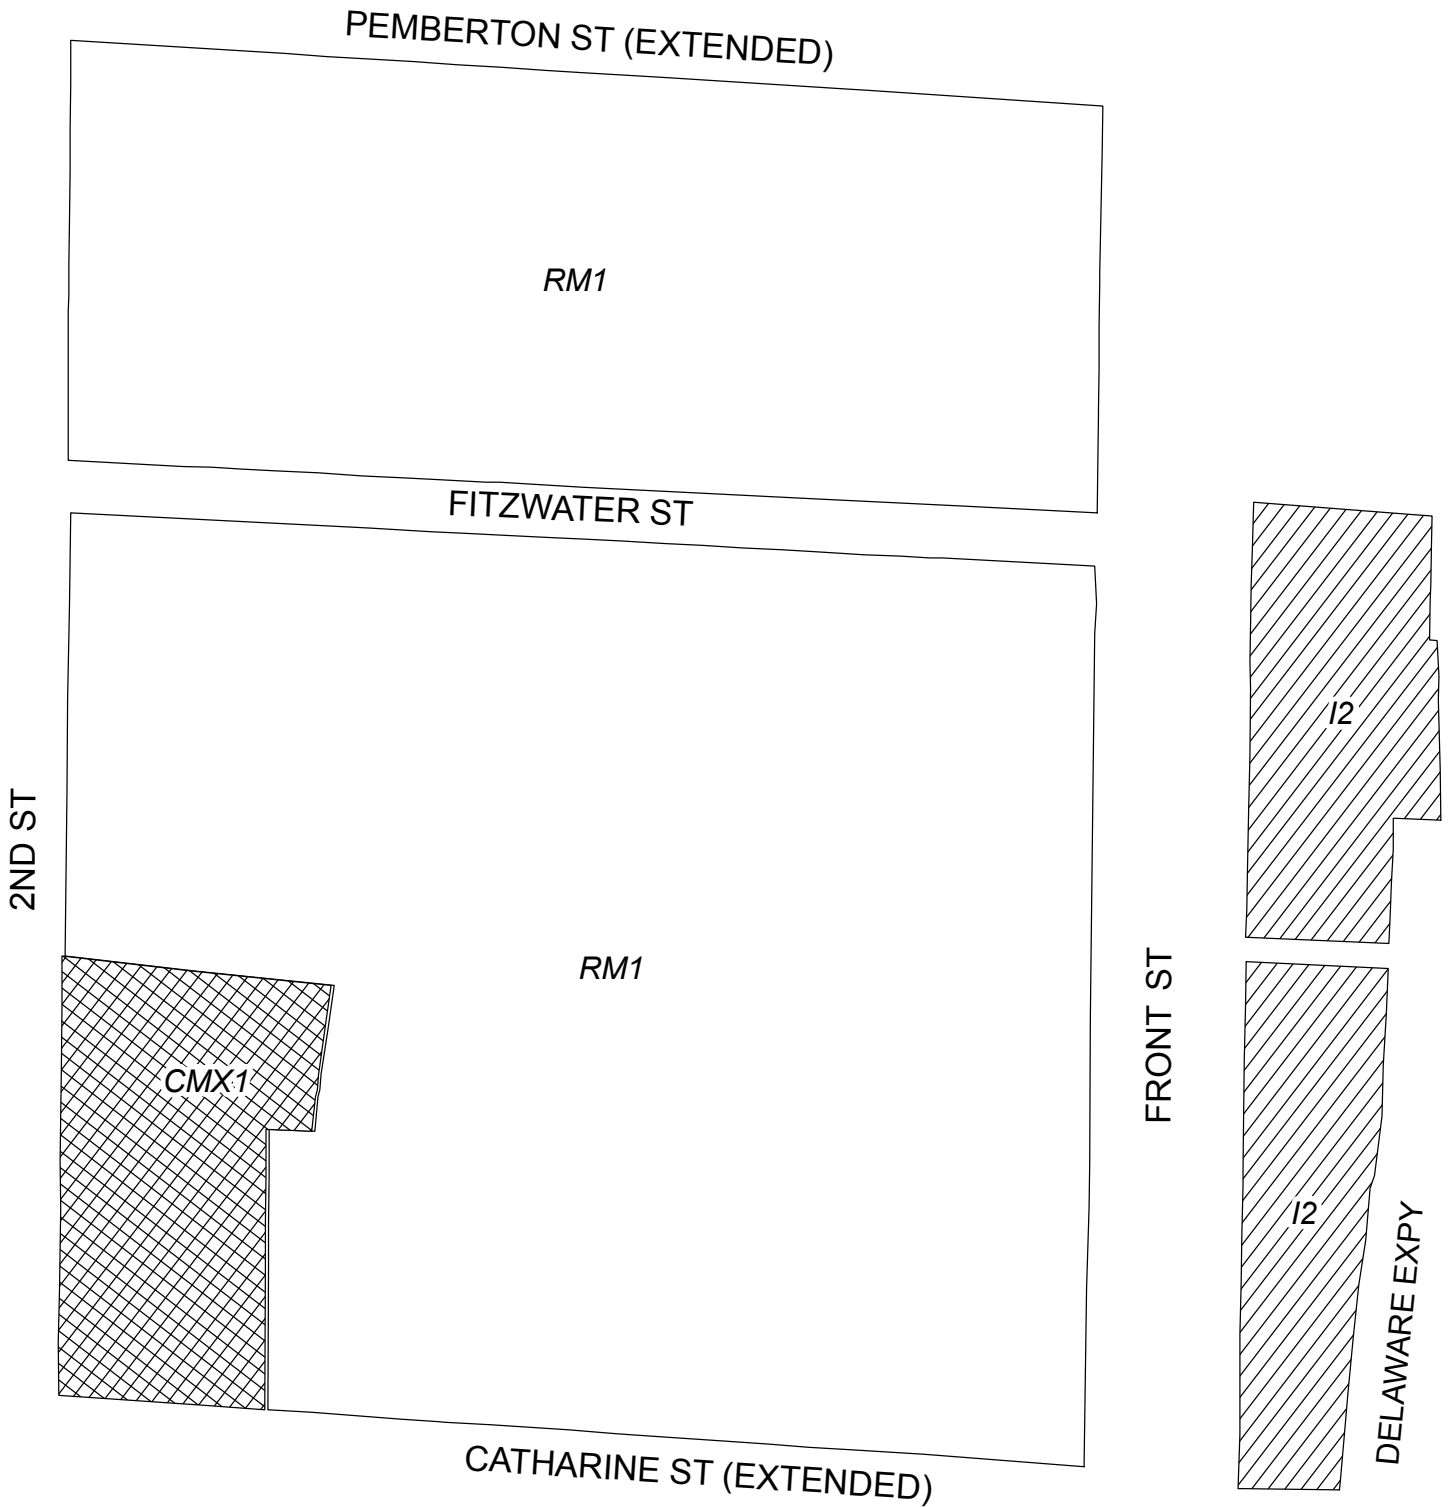 PEMBERTON ST (EXTENDED)
RM1
FITZWATER ST
I2
2ND ST
RM1
FRONT ST
CMX1
I2
DELAWARE EXPY
CATHARINE ST (EXTENDED)